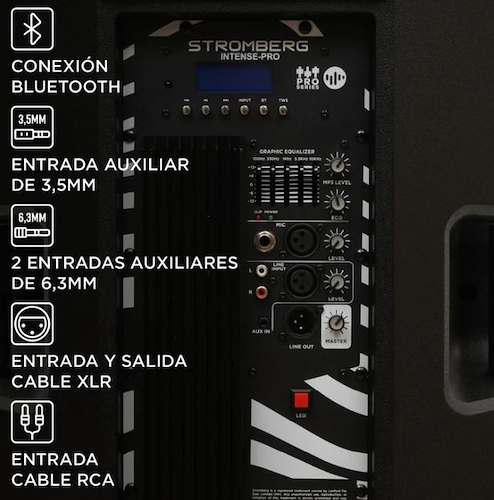 CONEXIÓN
BLUETOOTH
3,5MM
ENTRADA AUXILIAR
DE 3,5MM
6,3MM
2 ENTRADAS AUXILIARES
DE 6,3MM
ENTRADA Y SALIDA
CABLE XLR
ENTRADA
CABLE RCA
STROMBERG
INTENSE-PRO
PRO
SERIES
INPUT BT TWS
GRAPHIC EQUALIZER
MP3 LEVEL
CLIP POWER
MIC
LEVEL
LINE
INPUT
L
R
LEVEL
AUX IN
LINE OUT
MASTER
LED